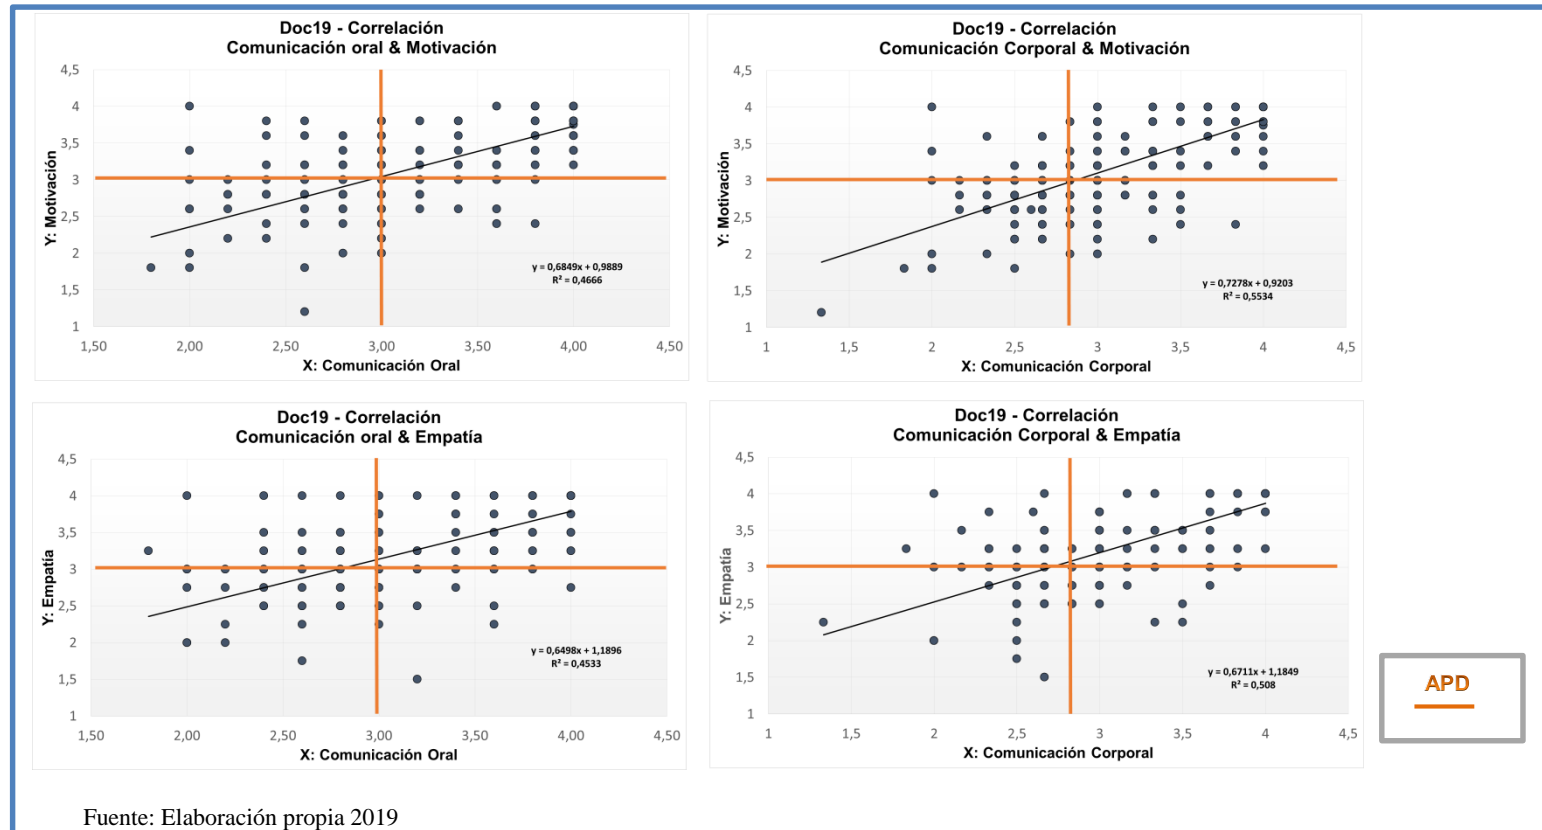 Doc19 - Correlación
Comunicación oral & Motivación
4,5
4
3,5
3
2,5
2
1,5
1
Y: Motivación
y = 0,6849x + 0,9889
R² = 0,4666
1,50 2,00 2,50 3,00 3,50 4,00 4,50
X: Comunicación Oral
Doc19 - Correlación
Comunicación Corporal & Motivación
4,5
4
3,5
3
2,5
2
1,5
1
Y: Motivación
y = 0,7278x + 0,9203
R² = 0,5534
1 1,5 2 2,5 3 3,5 4 4,5
X: Comunicación Corporal
Doc19 - Correlación
Comunicación oral & Empatía
4,5
4
3,5
3
2,5
2
1,5
1
Y: Empatía
y = 0,6498x + 1,1896
R² = 0,4533
1,50 2,00 2,50 3,00 3,50 4,00 4,50
X: Comunicación Oral
Doc19 - Correlación
Comunicación Corporal & Empatía
4,5
4
3,5
3
2,5
2
1,5
1
Y: Empatía
y = 0,6711x + 1,1849
R² = 0,508
1 1,5 2 2,5 3 3,5 4 4,5
X: Comunicación Corporal
APD
Fuente: Elaboración propia 2019